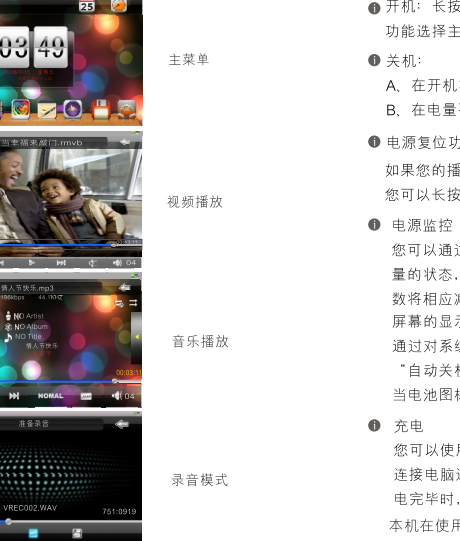 25
03 49
主菜单
当幸福来敲门.rmvb
04
视频播放
情人节快乐.mp3
196kbps 44.1KHZ
NO Artist
NO Album
NO Title
情人节快乐
00:03:11
NOMAL
04
音乐播放
准备录音
VREC002.WAV 751:0919
录音模式
开机：长按
功能选择主
关机：
A、在开机
B、在电量
电源复位功
如果您的播
您可以长按
电源监控
您可以通过
量的状态，
数将相应减
屏幕的显示
通过对系统
“自动关机
当电池图标
充电
您可以使用
连接电脑进
电完毕时，
本机在使用